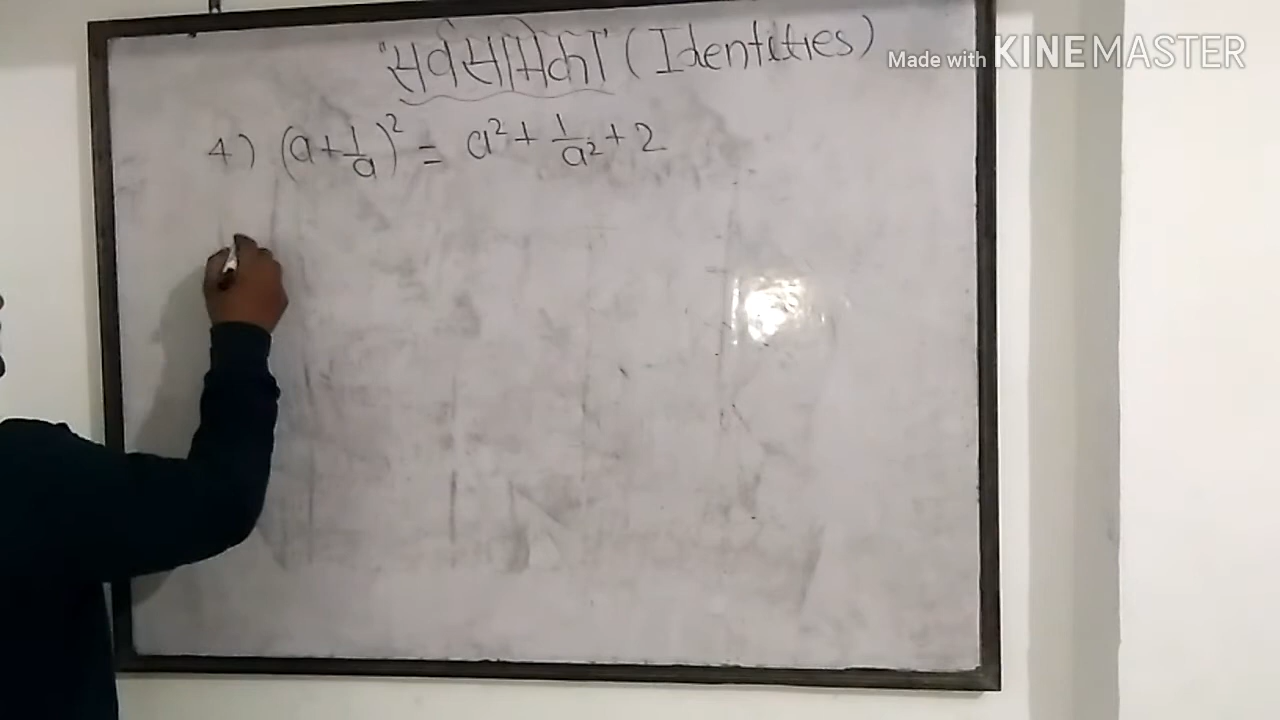 "सर्वसमिका" (Identities)
Made with KINEMASTER
4) (a+1/a)² = a² + 1/a² + 2